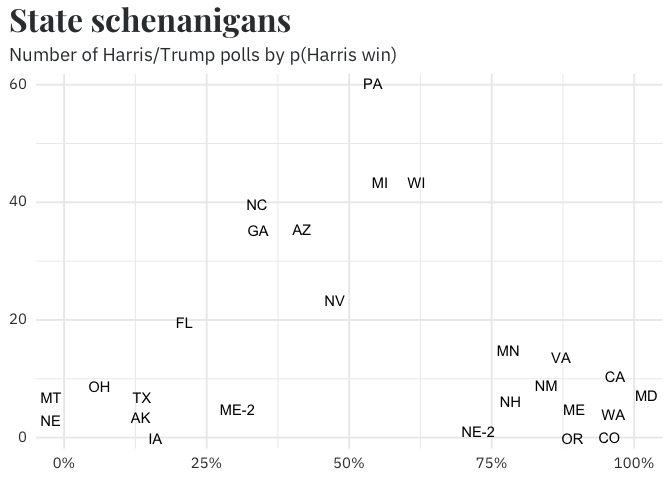 State schenanigans
Number of Harris/Trump polls by p(Harris win)
60
PA
MI WI
40
NC
GA AZ
NV
20
FL
MN
VA
CA
OH
NM
MT
TX
MD
NH
ME-2
ME
WA
AK
NE
NE-2
0
IA
OR
CO
0% 25% 50% 75% 100%